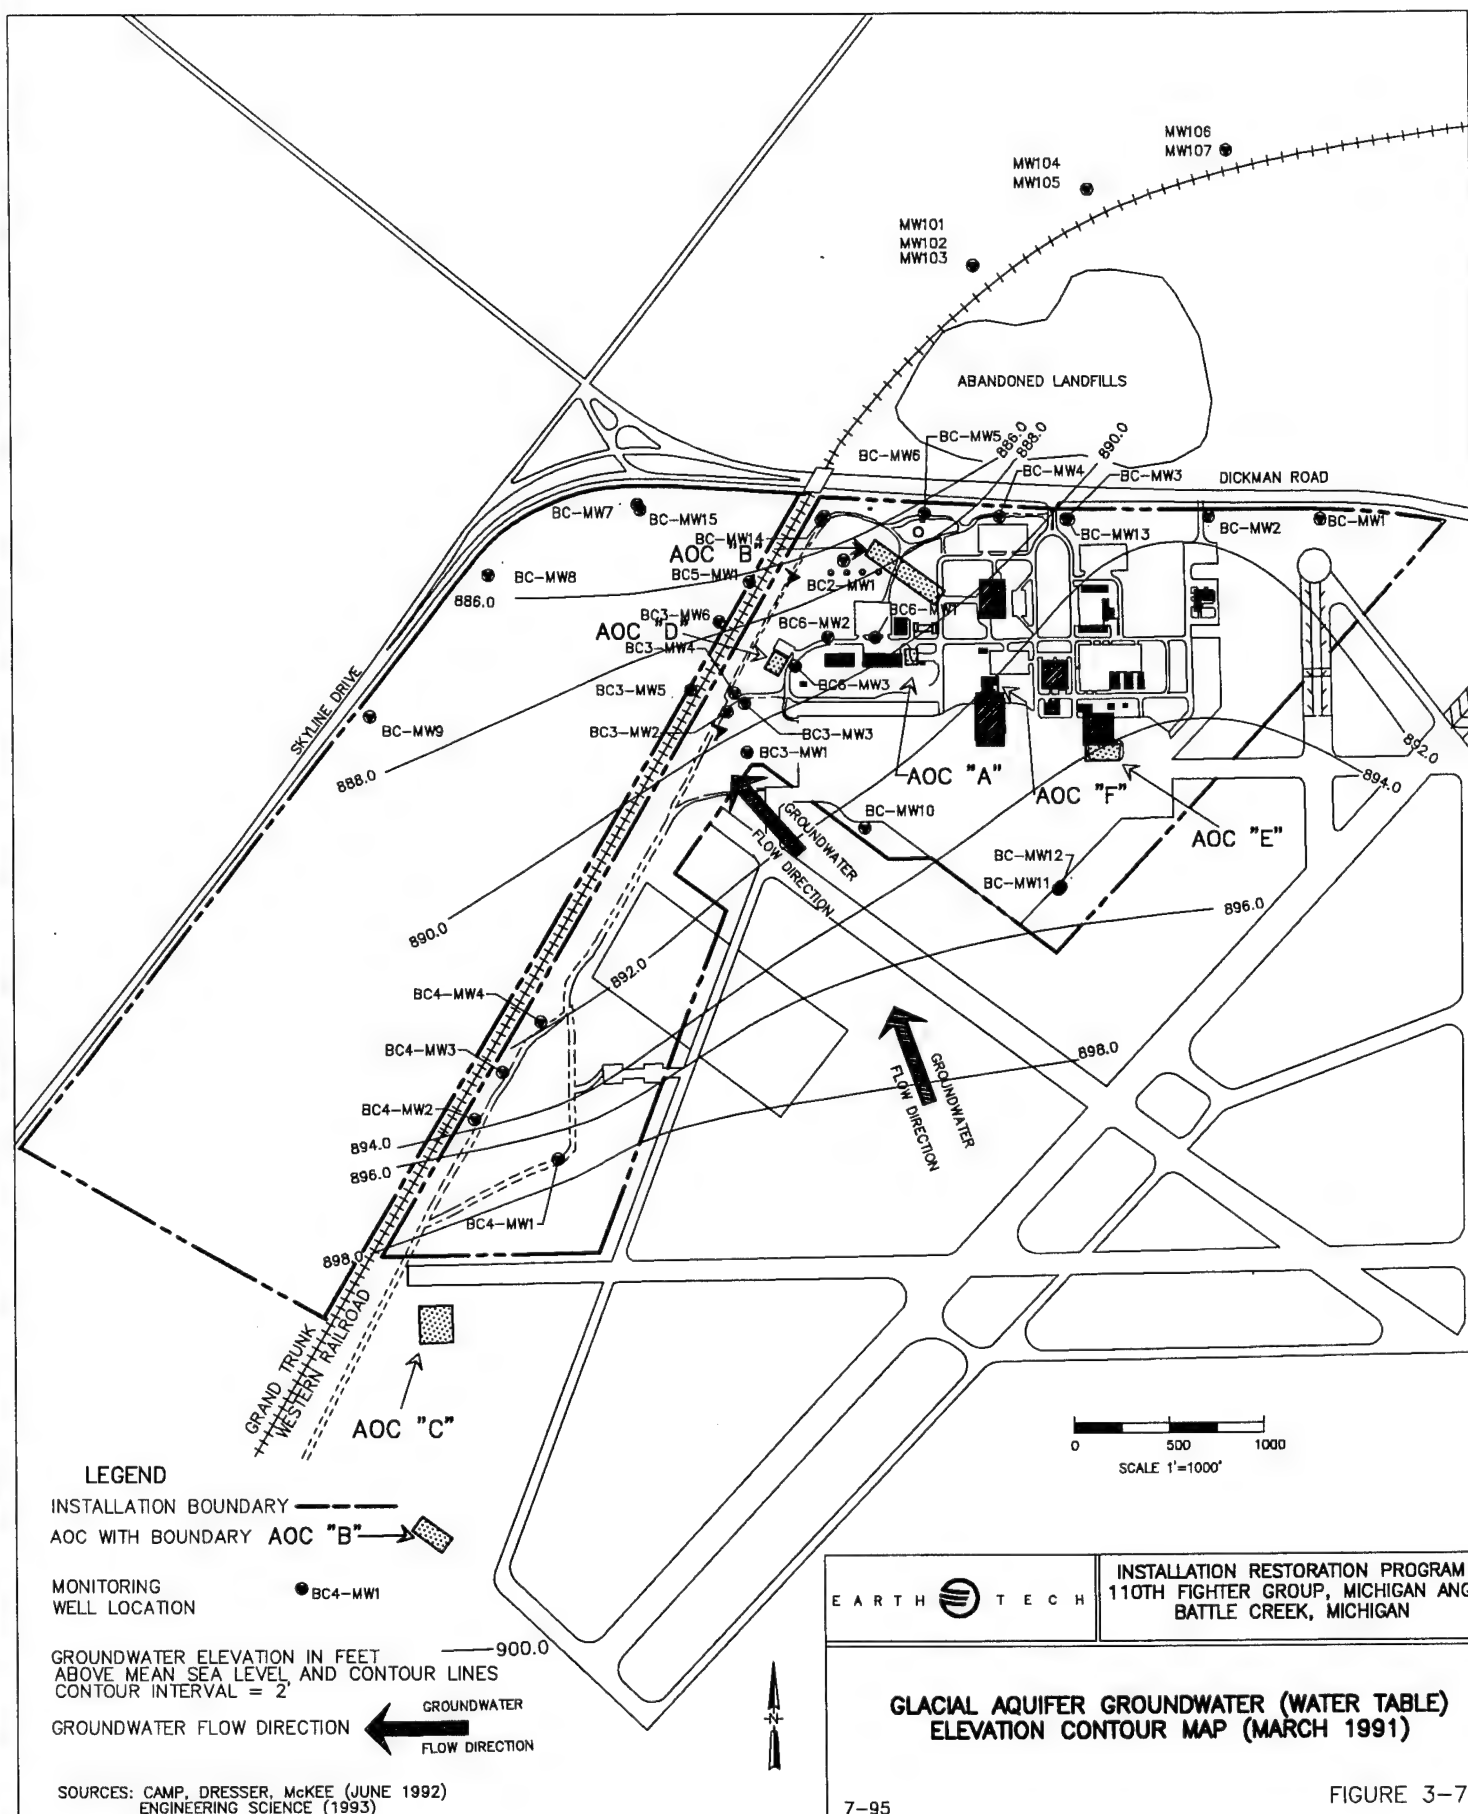 MW106
MW107
MW104
MW105
MW101
MW102
MW103
ABANDONED LANDFILLS
BC-MW5
886.0
888.0
890.0
BC-MW6
BC-MW4
BC-MW3
DICKMAN ROAD
BC-MW7
BC-MW15
BC-MW14
BC-MW13
BC-MW2
BC-MW1
AOC "B"
BC-MW8
BC5-MW1
BC2-MW1
886.0
BC3-MW6
BC6-MW2
BC6-MW1
AOC "D"
BC3-MW4
BC3-MW5
BC6-MW3
SKYLINE DRIVE
BC-MW9
BC3-MW2
BC3-MW3
BC3-MW1
892.0
888.0
AOC "A"
AOC "F"
894.0
BC-MW10
GROUNDWATER
FLOW DIRECTION
AOC "E"
BC-MW12
BC-MW11
896.0
890.0
892.0
BC4-MW4
BC4-MW3
898.0
GROUNDWATER
FLOW DIRECTION
BC4-MW2
894.0
896.0
BC4-MW1
898.0
GRAND TRUNK
WESTERN RAILROAD
AOC "C"
0 500 1000
SCALE 1'=1000'
LEGEND
INSTALLATION BOUNDARY
AOC WITH BOUNDARY AOC "B"
MONITORING
WELL LOCATION
BC4-MW1
GROUNDWATER ELEVATION IN FEET
ABOVE MEAN SEA LEVEL, AND CONTOUR LINES
CONTOUR INTERVAL = 2'
900.0
GROUNDWATER FLOW DIRECTION
GROUNDWATER
FLOW DIRECTION
SOURCES: CAMP, DRESSER, McKEE (JUNE 1992)
ENGINEERING SCIENCE (1993)
N
EARTH TECH
INSTALLATION RESTORATION PROGRAM
110TH FIGHTER GROUP, MICHIGAN ANG
BATTLE CREEK, MICHIGAN
GLACIAL AQUIFER GROUNDWATER (WATER TABLE)
ELEVATION CONTOUR MAP (MARCH 1991)
7-95
FIGURE 3-7